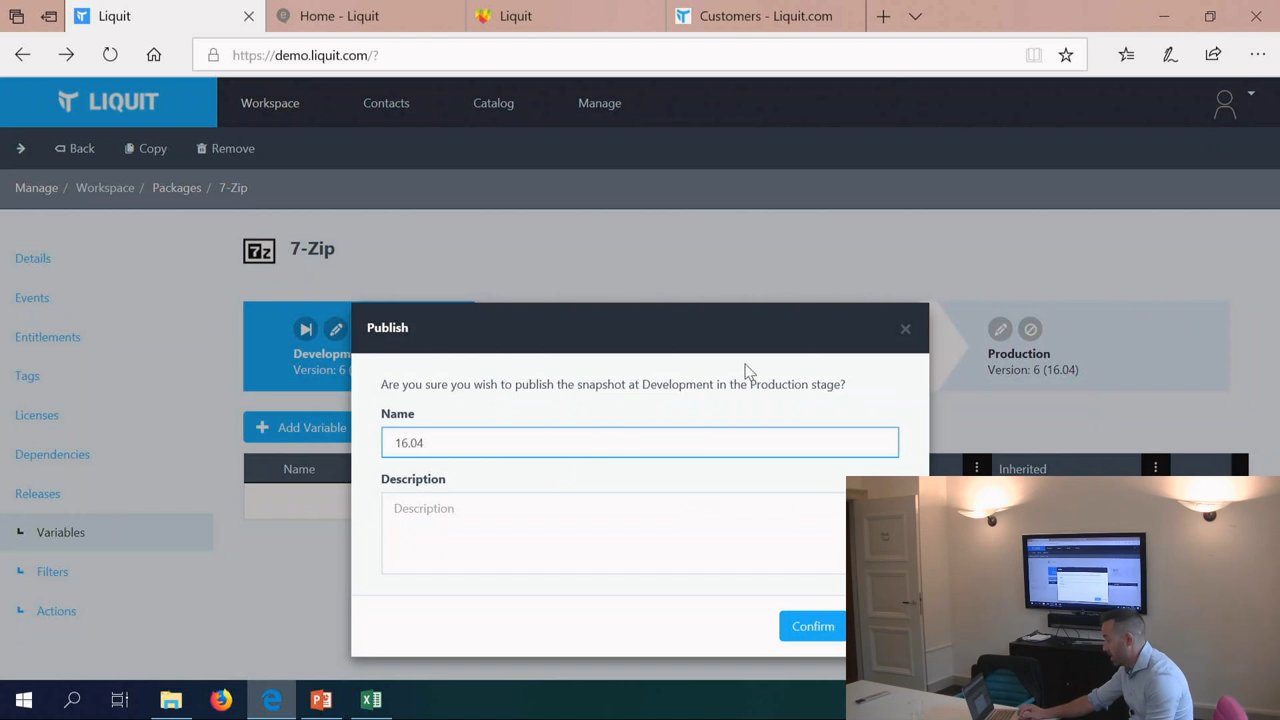 Liquit
Home - Liquit
Liquit
Customers - Liquit.com
https://demo.liquit.com/?
LIQUIT
Workspace
Contacts
Catalog
Manage
Back
Copy
Remove
Manage / Workspace / Packages / 7-Zip
Details
Events
Entitlements
Tags
Licenses
Dependencies
Releases
Variables
Filters
Actions
7z
7-Zip
Developm
Version: 6 (
Production
Version: 6 (16.04)
Add Variable
Name
Inherited
Publish
Are you sure you wish to publish the snapshot at Development in the Production stage?
Name
16.04
Description
Description
Confirm